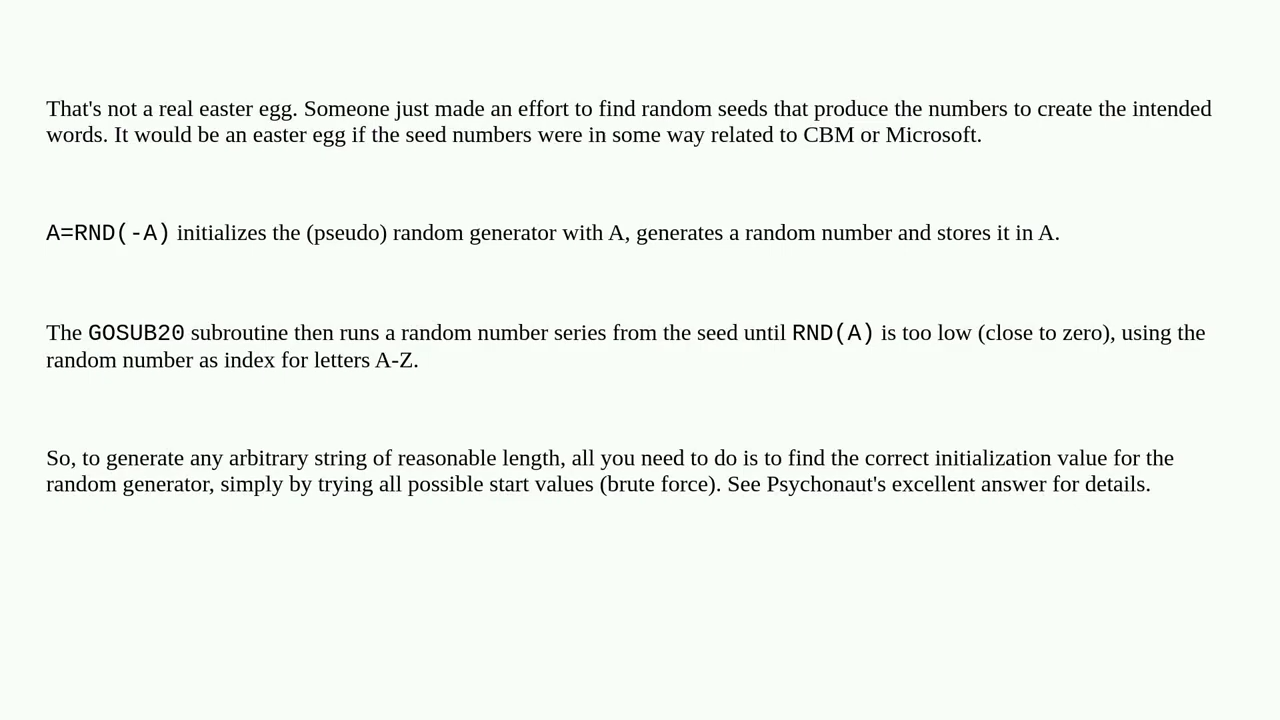 That's not a real easter egg. Someone just made an effort to find random seeds that produce the numbers to create the intended
words. It would be an easter egg if the seed numbers were in some way related to CBM or Microsoft.
A=RND(-A) initializes the (pseudo) random generator with A, generates a random number and stores it in A.
The GOSUB20 subroutine then runs a random number series from the seed until RND(A) is too low (close to zero), using the
random number as index for letters A-Z.
So, to generate any arbitrary string of reasonable length, all you need to do is to find the correct initialization value for the
random generator, simply by trying all possible start values (brute force). See Psychonaut's excellent answer for details.